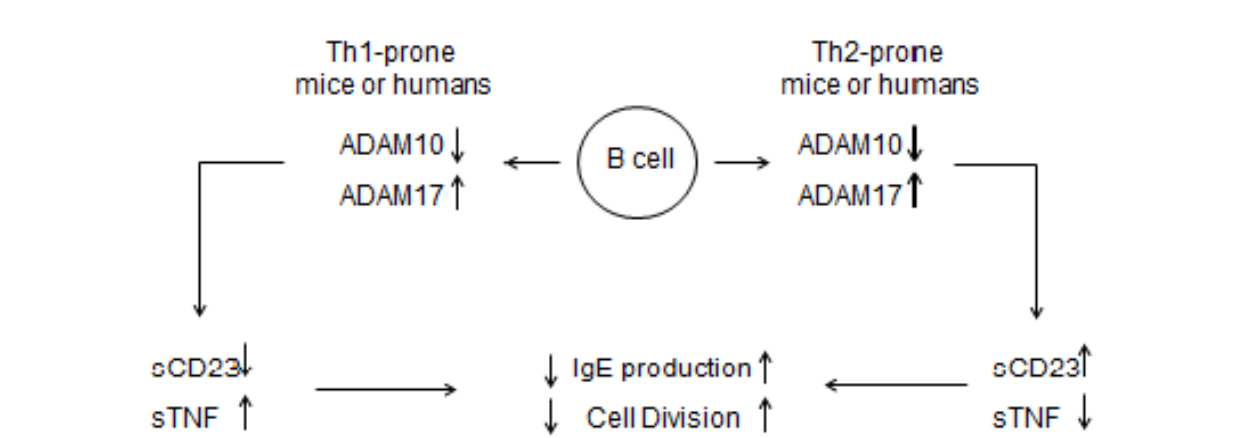 Th1-prone
mice or humans
Th2-prone
mice or humans
ADAM10 ↓
ADAM17 ↑
B cell
ADAM10 ↓
ADAM17 ↑
sCD23 ↓
sTNF ↑
↓ IgE production ↑
↓ Cell Division ↑
sCD23 ↑
sTNF ↓